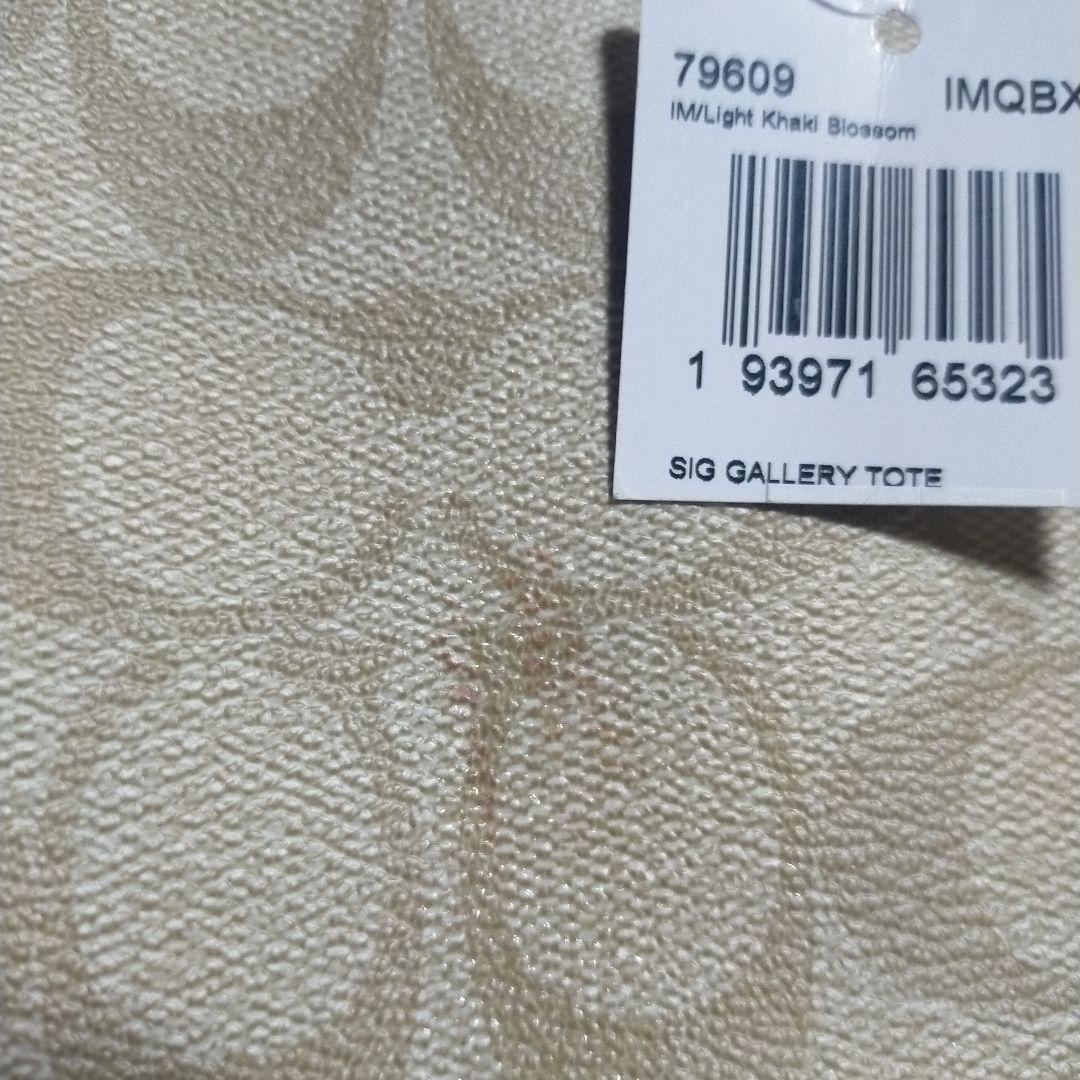 79609 IMQBX
IM/Light Khaki Blossom
1 93971 65323
SIG GALLERY TOTE